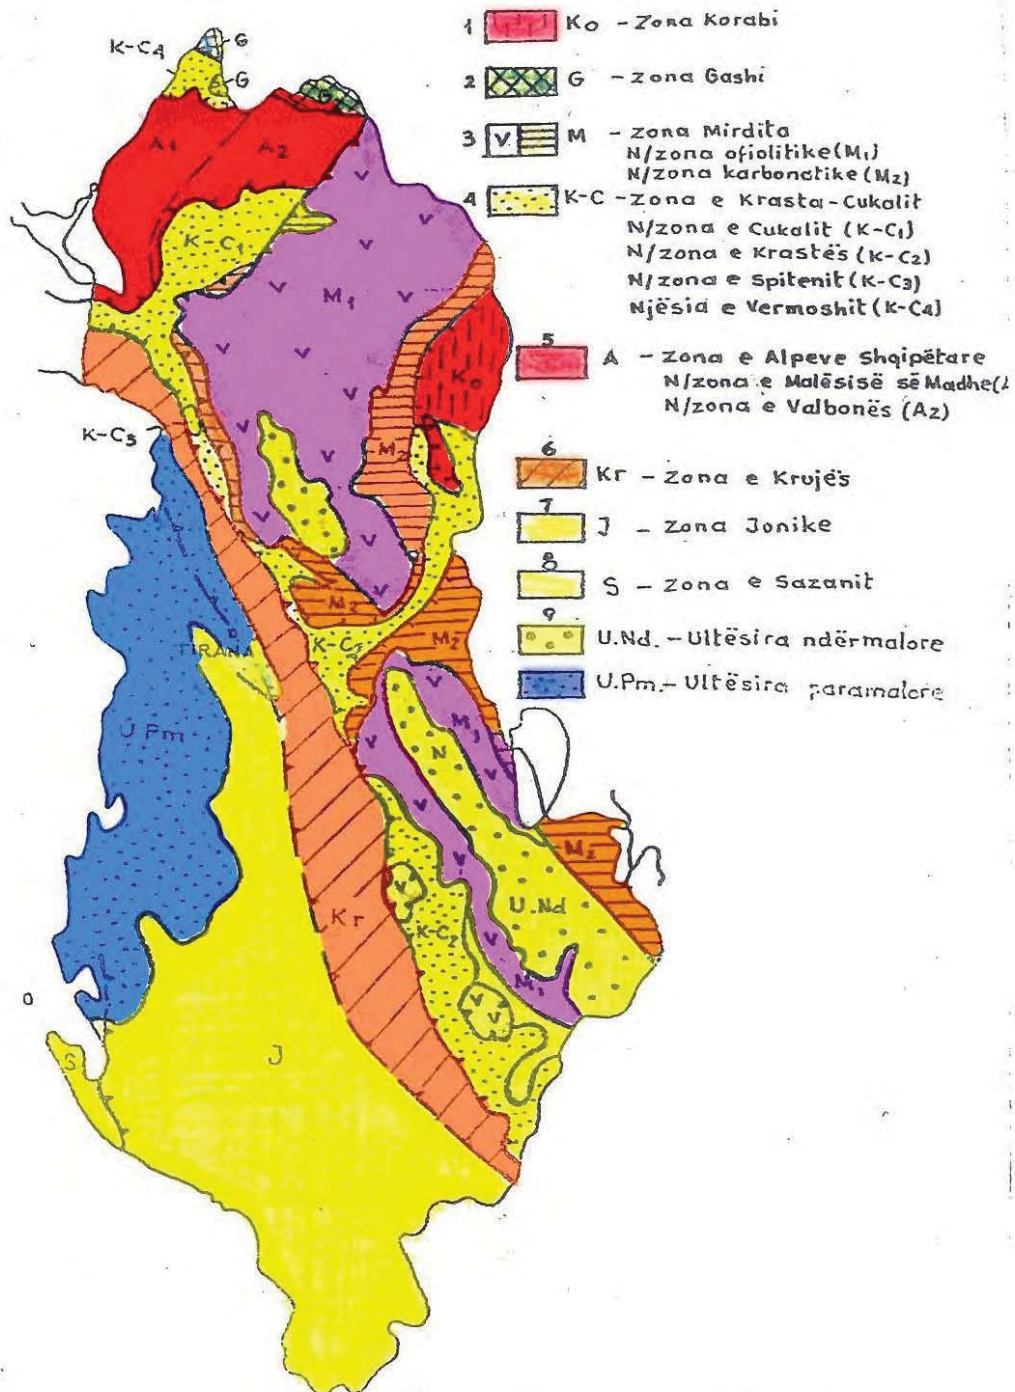 1 Ko - Zona Korabi
2 G - zona Gashi
3 V M - zona Mirdita
N/zona ofiolitike (M1)
N/zona karbonatike (M2)
4 K-C - zona e Krasta-Cukalit
N/zona e Cukalit (K-C1)
N/zona e Krastës (K-C2)
N/zona e Spitenit (K-C3)
Njësia e Vermoshit (K-C4)
5 A - Zona e Alpeve Shqipëtare
N/zona e Malësisë së Madhe(
N/zona e Valbonës (A2)
6 Kr - Zona e Krujës
7 J - Zona Jonike
8 S - Zona e Sazanit
9 U.Nd. - Ultësira ndërmalore
U.Pm. - Ultësira paramalore
K-C4
G
G
G
A1
A2
K-C1
M1
Ko
K-C3
M2
M2
M2
TIRANA
U Pm
M1
N
M2
U.Nd
Kr
K-C2
M1
S
J